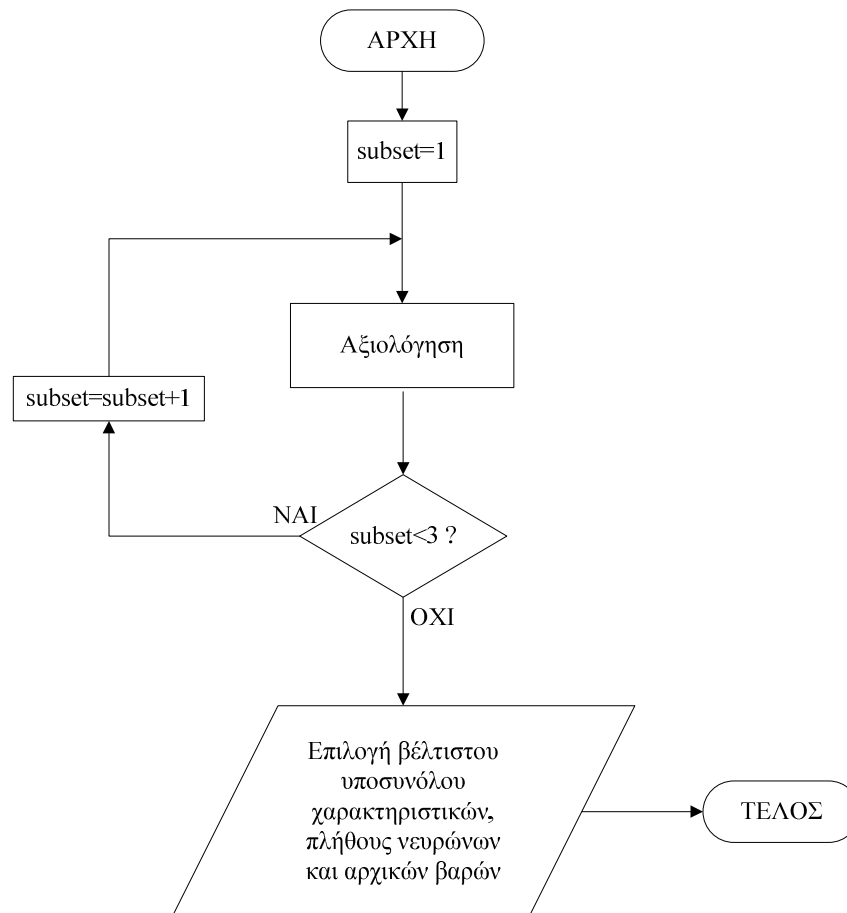 ΑΡΧΗ
subset=1
Αξιολόγηση
subset=subset+1
ΝΑΙ
subset<3 ?
ΟΧΙ
Επιλογή βέλτιστου
υποσυνόλου
χαρακτηριστικών,
πλήθους νευρώνων
και αρχικών βαρών
ΤΕΛΟΣ